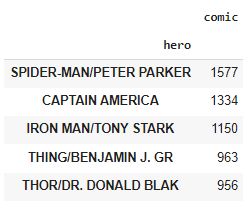 comic
hero
SPIDER-MAN/PETER PARKER 1577
CAPTAIN AMERICA 1334
IRON MAN/TONY STARK 1150
THING/BENJAMIN J. GR 963
THOR/DR. DONALD BLAK 956